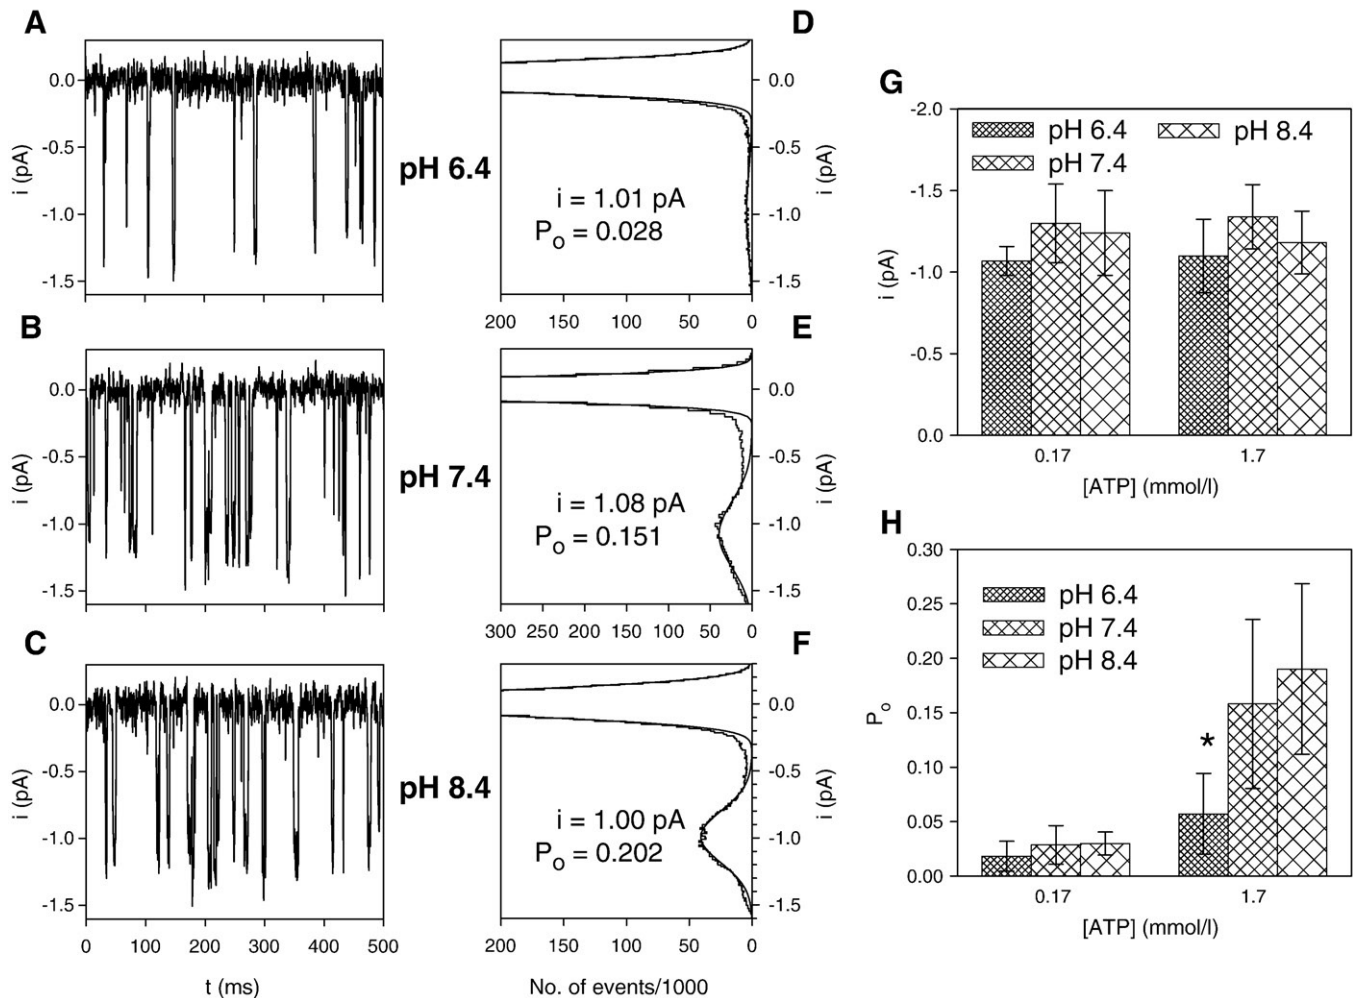 A
0.0
-0.5
-1.0
-1.5
i (pA)
pH 6.4
i = 1.01 pA
Po = 0.028
200 150 100 50 0
D
0.0
-0.5
-1.0
-1.5
i (pA)
B
0.0
-0.5
-1.0
-1.5
i (pA)
pH 7.4
i = 1.08 pA
Po = 0.151
300 250 200 150 100 50 0
E
0.0
-0.5
-1.0
-1.5
i (pA)
C
0.0
-0.5
-1.0
-1.5
i (pA)
0 100 200 300 400 500
t (ms)
pH 8.4
i = 1.00 pA
Po = 0.202
200 150 100 50 0
No. of events/1000
F
0.0
-0.5
-1.0
-1.5
i (pA)
G
-2.0
-1.5
-1.0
-0.5
0.0
i (pA)
pH 6.4 pH 8.4
pH 7.4
0.17 1.7
[ATP] (mmol/l)
H
0.30
0.25
0.20
0.15
0.10
0.05
0.00
Po
pH 6.4
pH 7.4
pH 8.4
*
0.17 1.7
[ATP] (mmol/l)